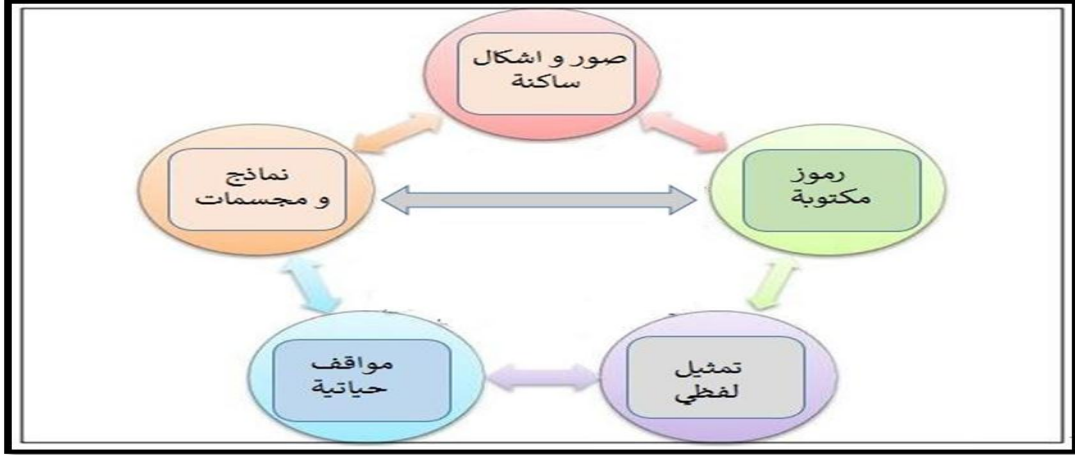 صور و اشكال
ساكنة
رموز
مكتوبة
نماذج
و مجسمات
تمثيل
لفظي
مواقف
حياتية